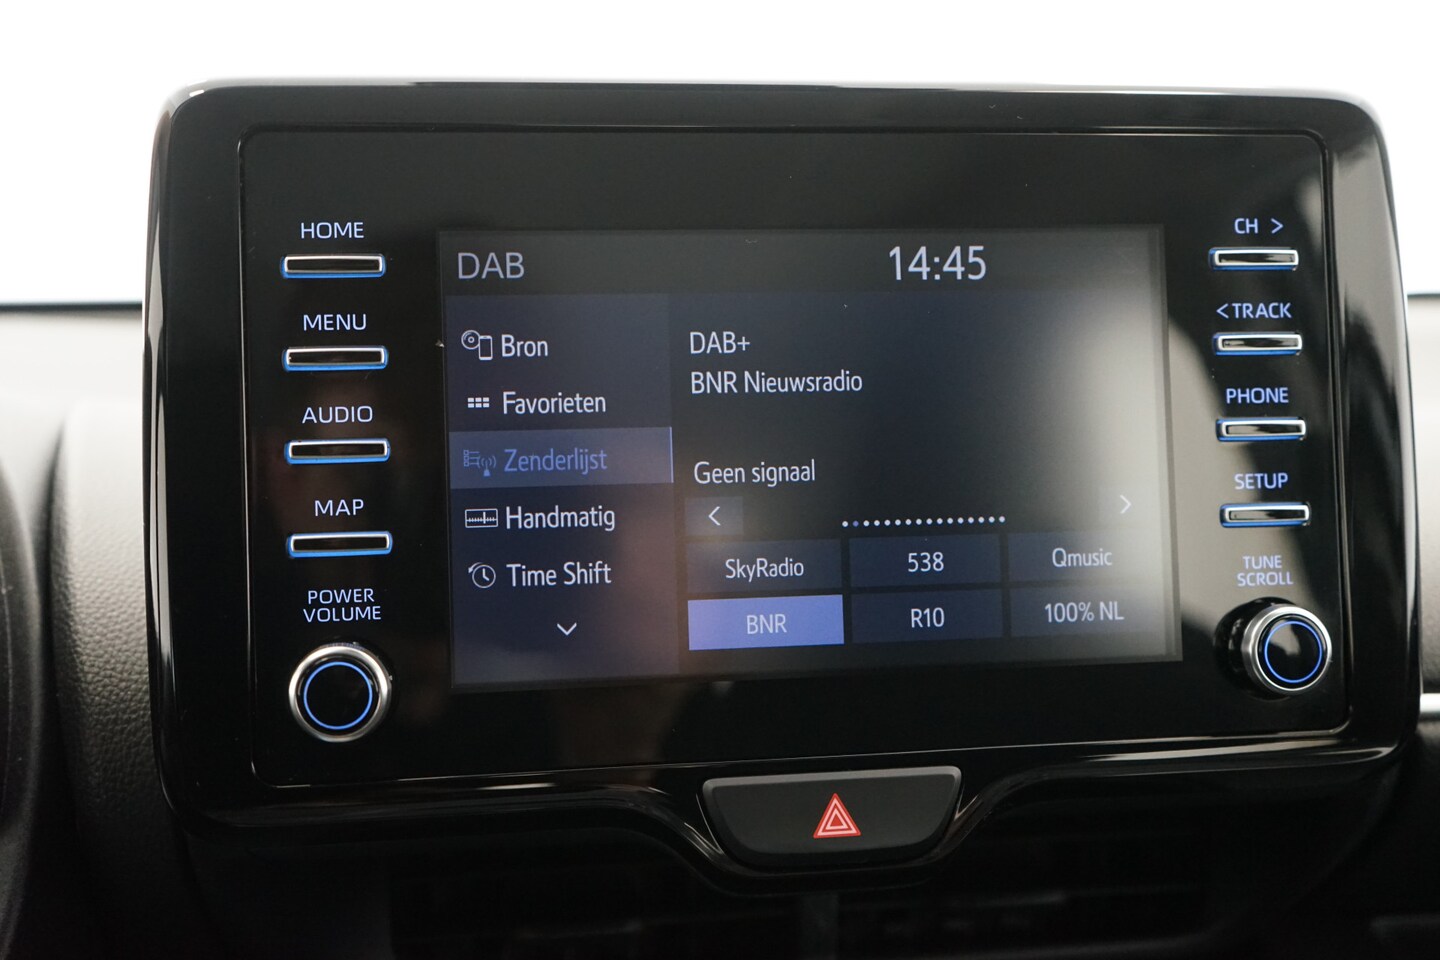 HOME
MENU
AUDIO
MAP
POWER
VOLUME
DAB
14:45
Bron
Favorieten
Zenderlijst
Handmatig
Time Shift
DAB+
BNR Nieuwsradio
Geen signaal
SkyRadio
538
Qmusic
BNR
R10
100% NL
CH >
< TRACK
PHONE
SETUP
TUNE
SCROLL